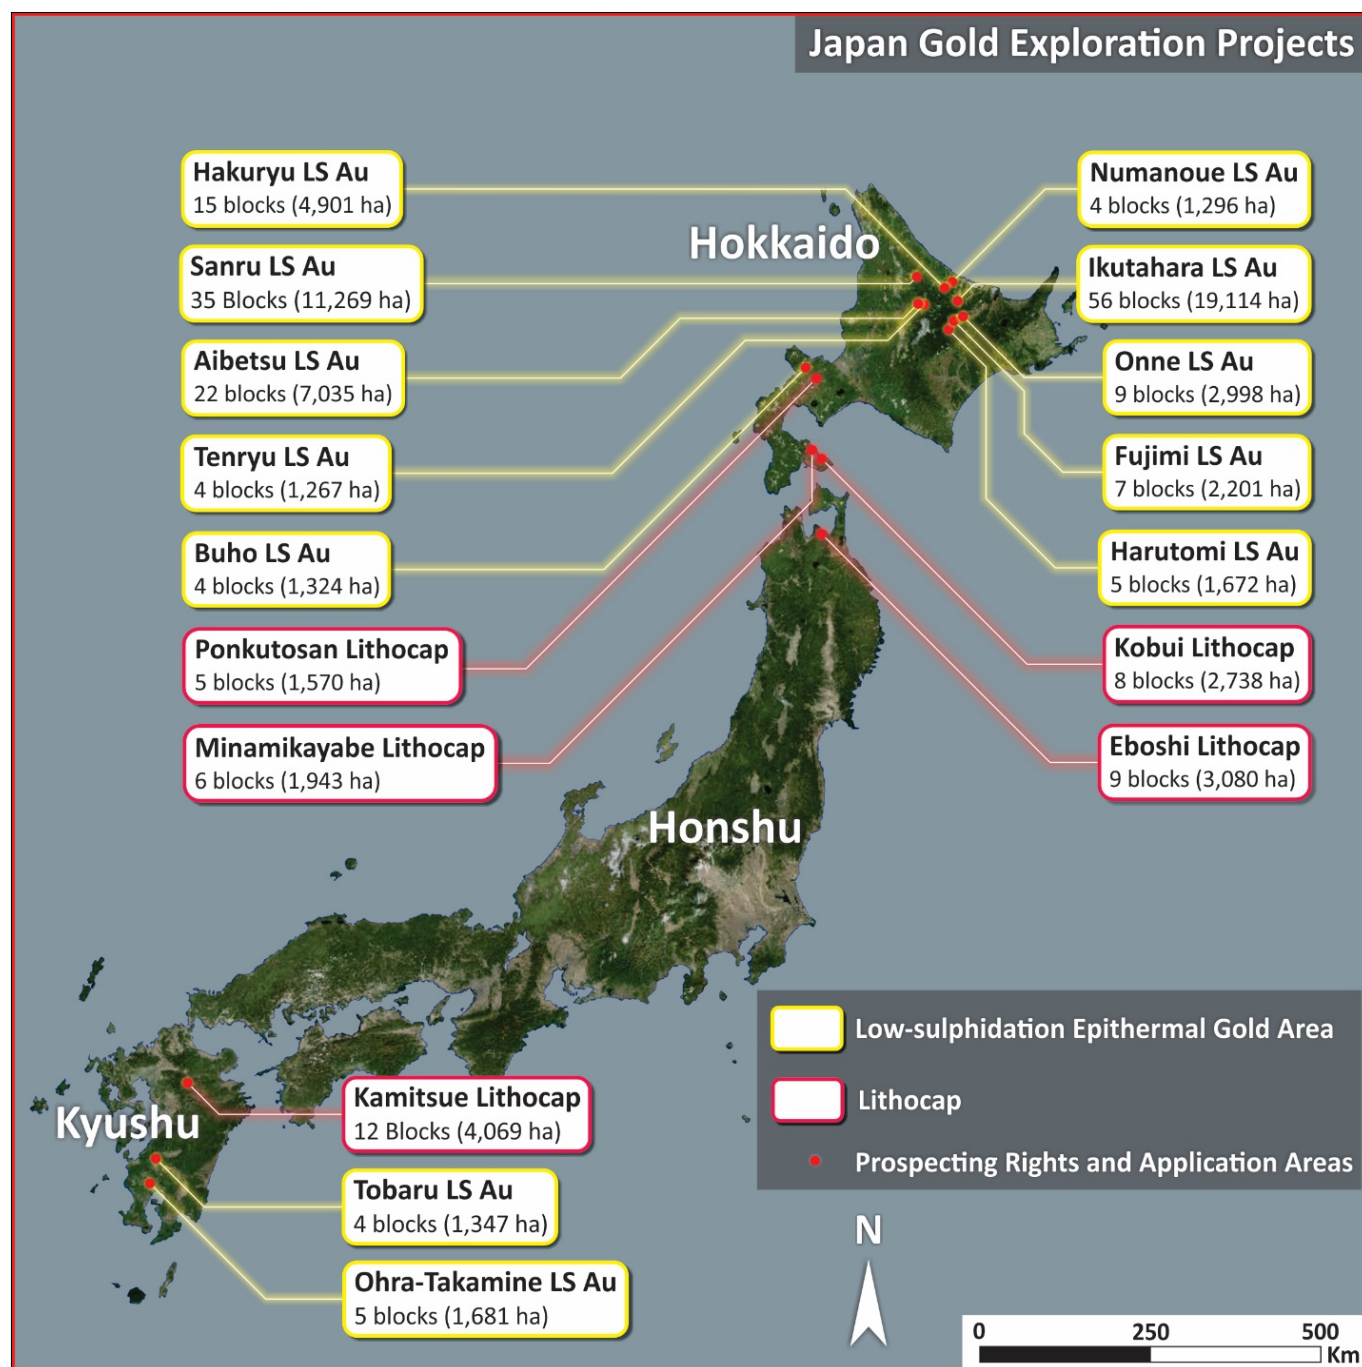 Japan Gold Exploration Projects
Hakuryu LS Au
15 blocks (4,901 ha)
Sanru LS Au
35 Blocks (11,269 ha)
Aibetsu LS Au
22 blocks (7,035 ha)
Tenryu LS Au
4 blocks (1,267 ha)
Buho LS Au
4 blocks (1,324 ha)
Ponkutosan Lithocap
5 blocks (1,570 ha)
Minamikayabe Lithocap
6 blocks (1,943 ha)
Hokkaido
Numanoue LS Au
4 blocks (1,296 ha)
Ikutahara LS Au
56 blocks (19,114 ha)
Onne LS Au
9 blocks (2,998 ha)
Fujimi LS Au
7 blocks (2,201 ha)
Harutomi LS Au
5 blocks (1,672 ha)
Kobui Lithocap
8 blocks (2,738 ha)
Eboshi Lithocap
9 blocks (3,080 ha)
Honshu
Kyushu
Kamitsue Lithocap
12 Blocks (4,069 ha)
Tobaru LS Au
4 blocks (1,347 ha)
Ohra-Takamine LS Au
5 blocks (1,681 ha)
Low-sulphidation Epithermal Gold Area
Lithocap
Prospecting Rights and Application Areas
N
0 250 500
Km